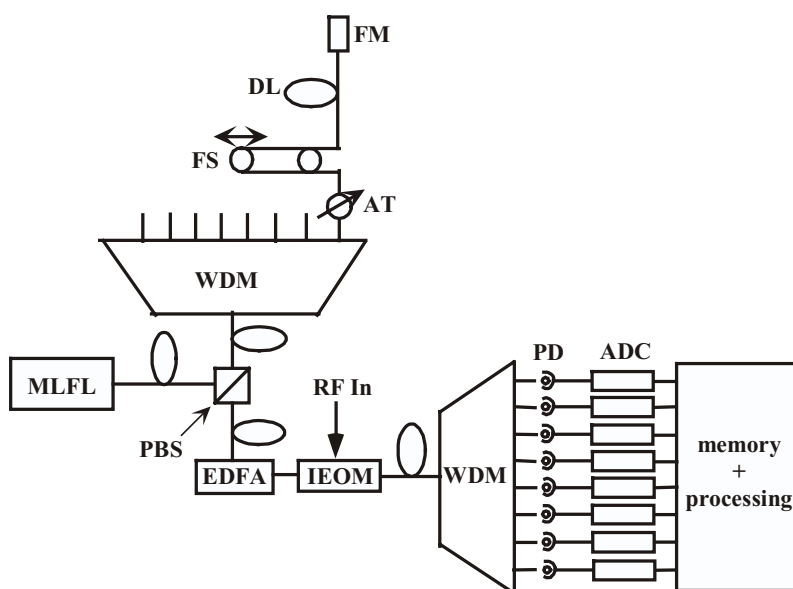 FM
DL
FS
AT
WDM
MLFL
PBS
EDFA
RF In
IEOM
WDM
PD
ADC
memory
+
processing